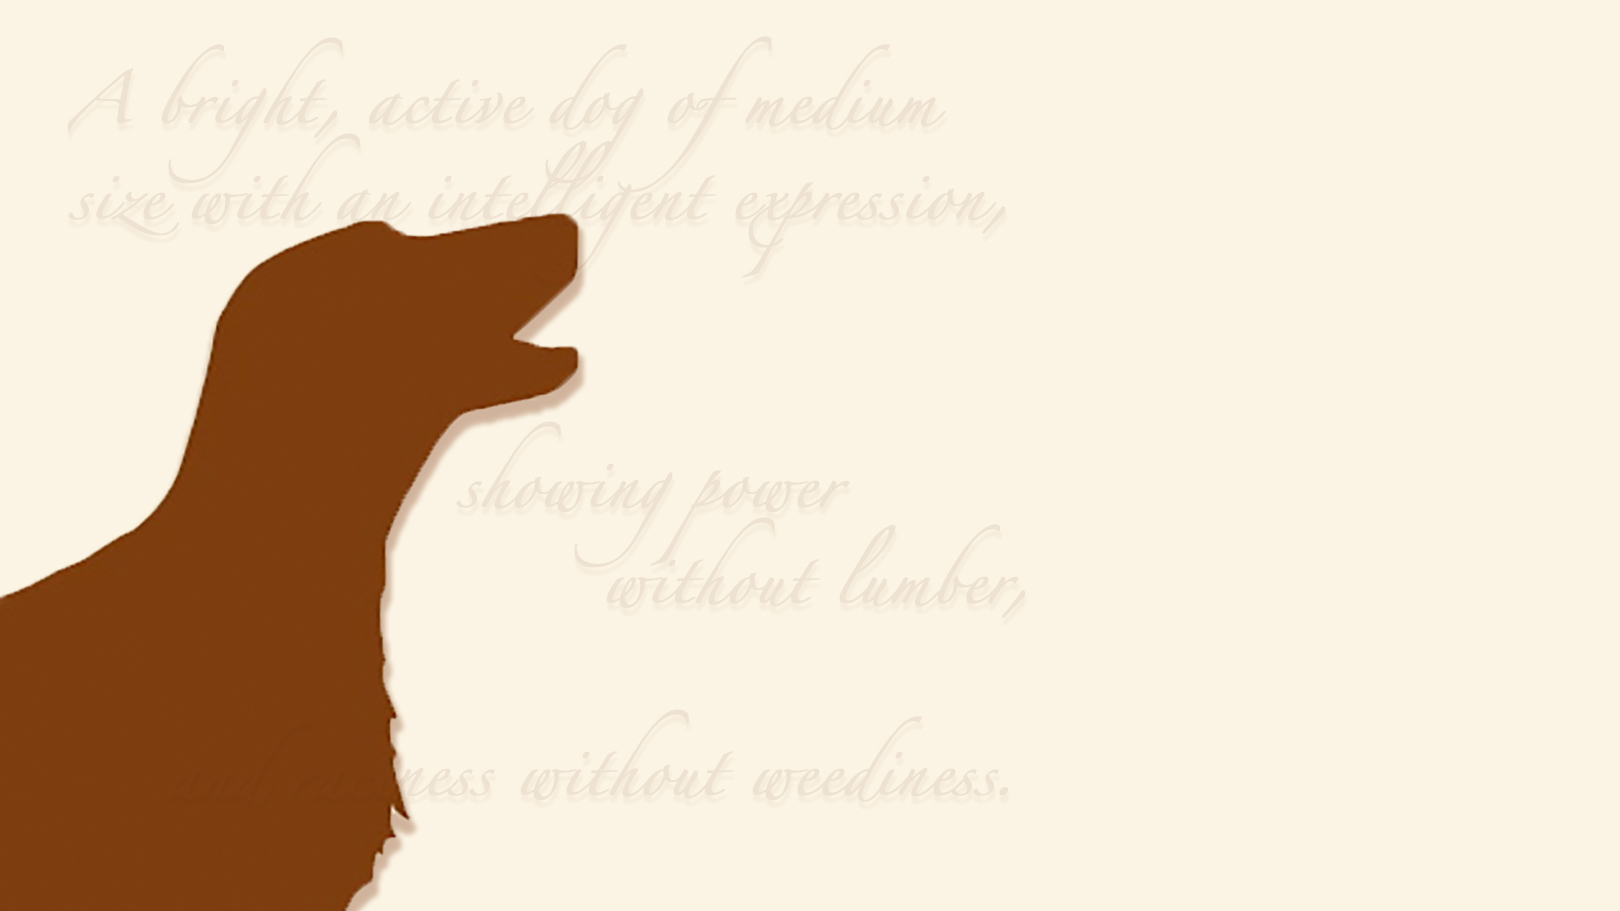 A bright, active dog of medium
size with an intelligent expression,
showing power
without lumber,
and raciness without weediness.